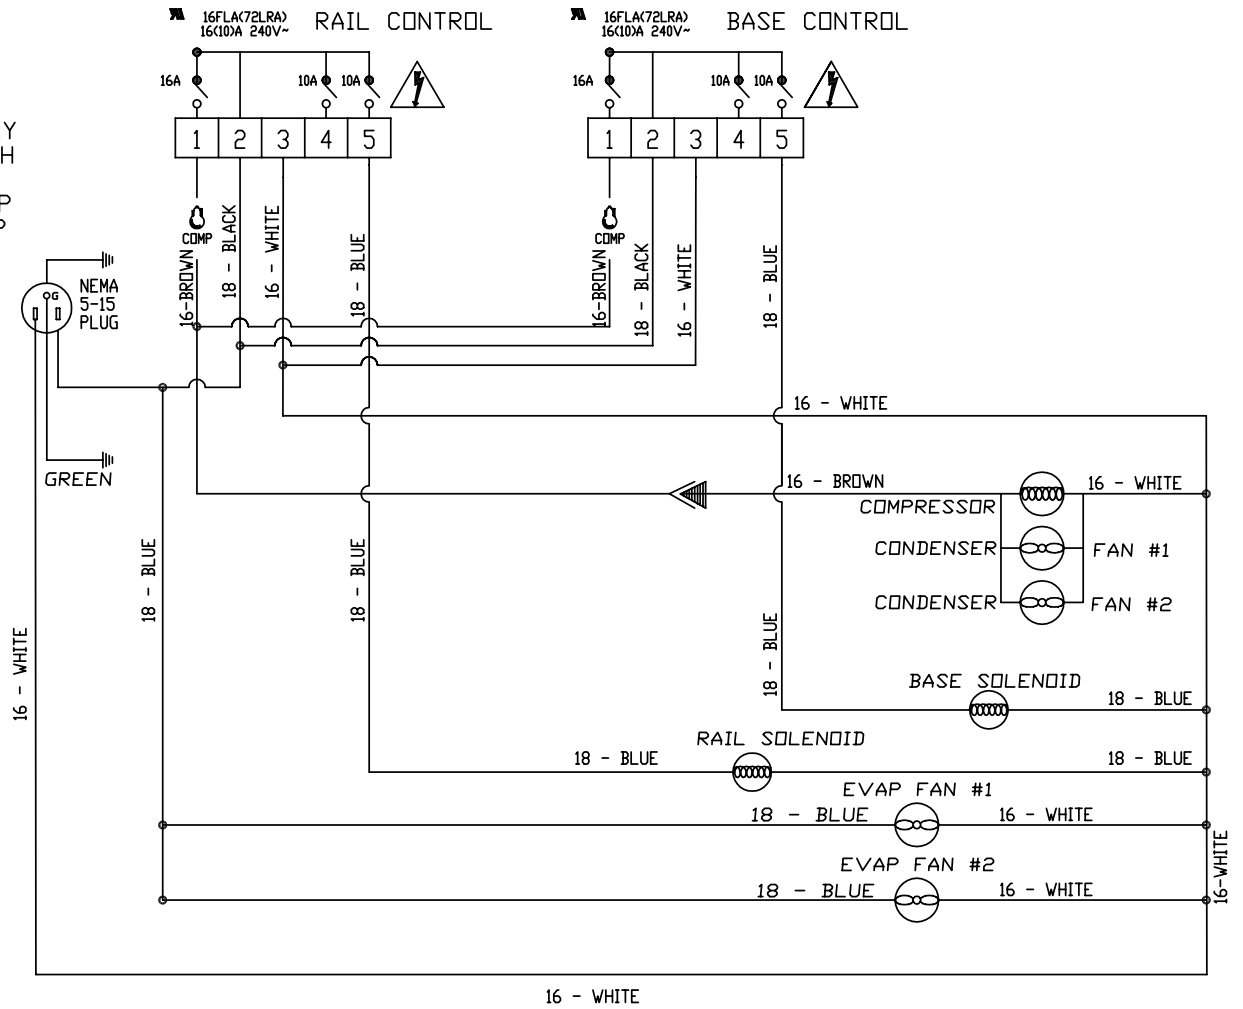 16FLA(72LRA)
16(10)A 240V~
RAIL CONTROL
16FLA(72LRA)
16(10)A 240V~
BASE CONTROL
16A
10A
10A
16A
10A
10A
1 2 3 4 5
1 2 3 4 5
Y
H
P
COMP
16-BROWN
18 - BLACK
16 - WHITE
18 - BLUE
COMP
16-BROWN
18 - BLACK
16 - WHITE
18 - BLUE
G
NEMA
5-15
PLUG
GREEN
16 - WHITE
16 - BROWN
16 - WHITE
COMPRESSOR
CONDENSER
FAN #1
CONDENSER
FAN #2
18 - BLUE
18 - BLUE
16 - WHITE
18 - BLUE
BASE SOLENOID
18 - BLUE
RAIL SOLENOID
18 - BLUE
18 - BLUE
EVAP FAN #1
18 - BLUE
16 - WHITE
EVAP FAN #2
18 - BLUE
16 - WHITE
16-WHITE
16 - WHITE